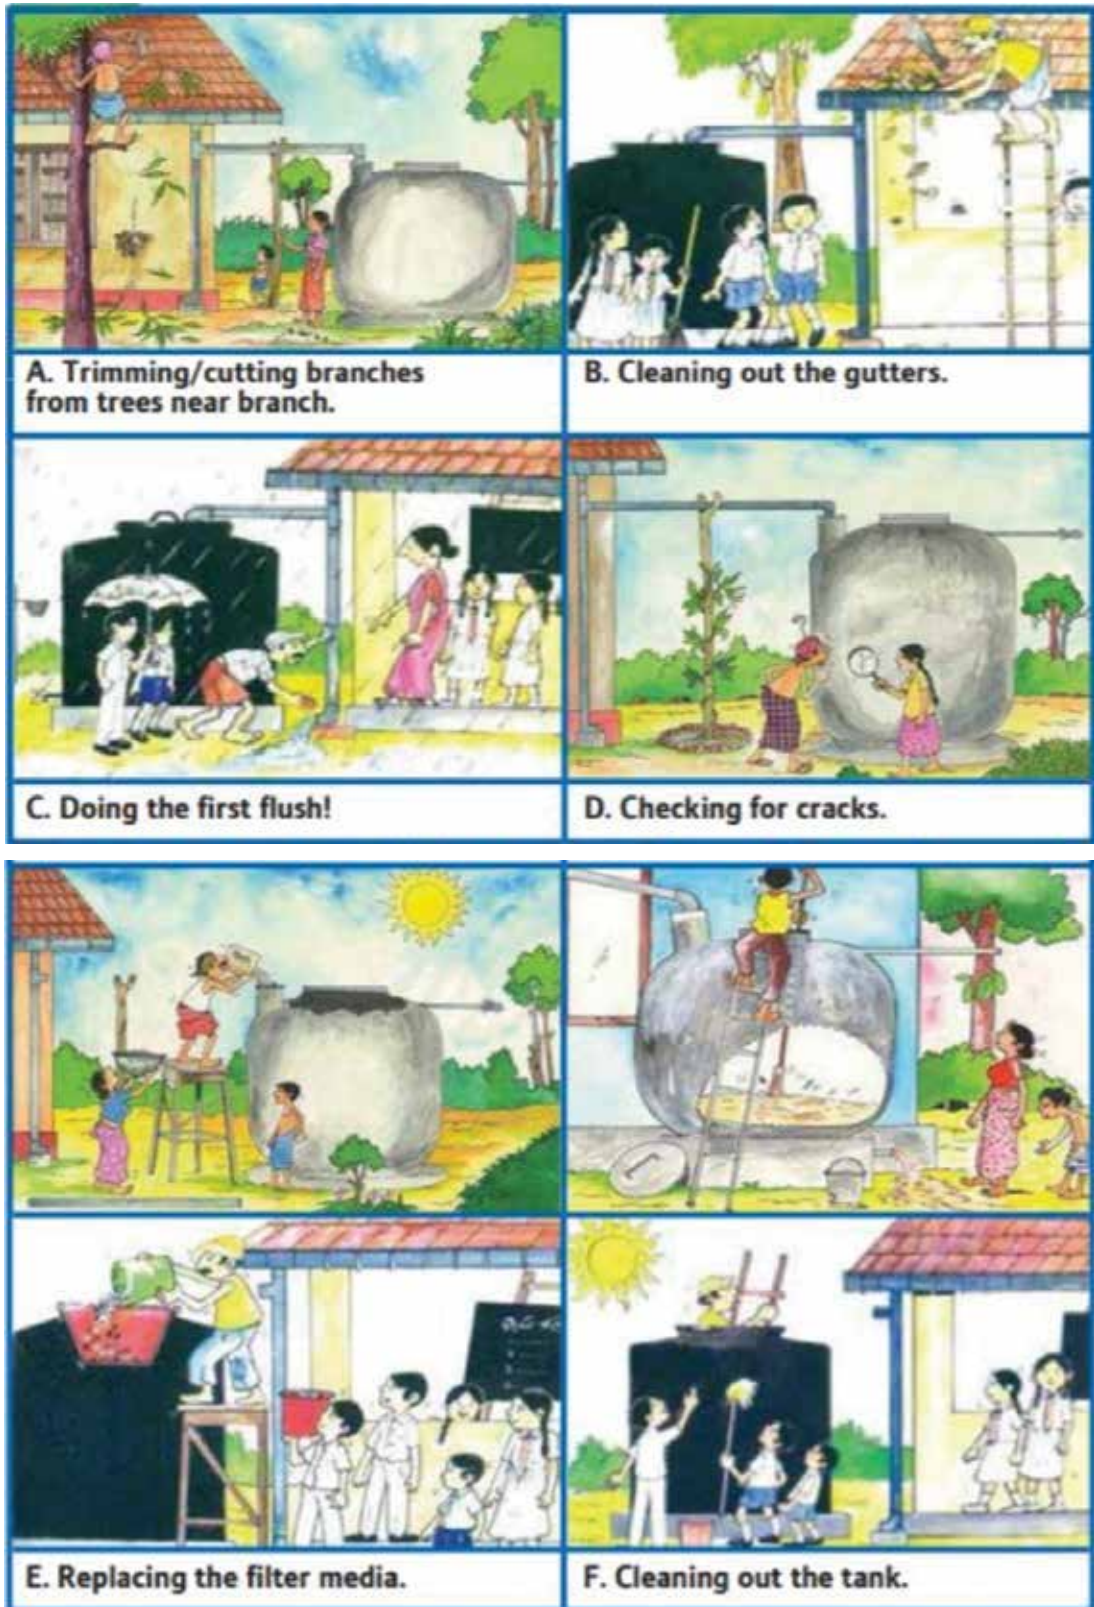 A. Trimming/cutting branches
from trees near branch.
B. Cleaning out the gutters.
C. Doing the first flush!
D. Checking for cracks.
E. Replacing the filter media.
F. Cleaning out the tank.